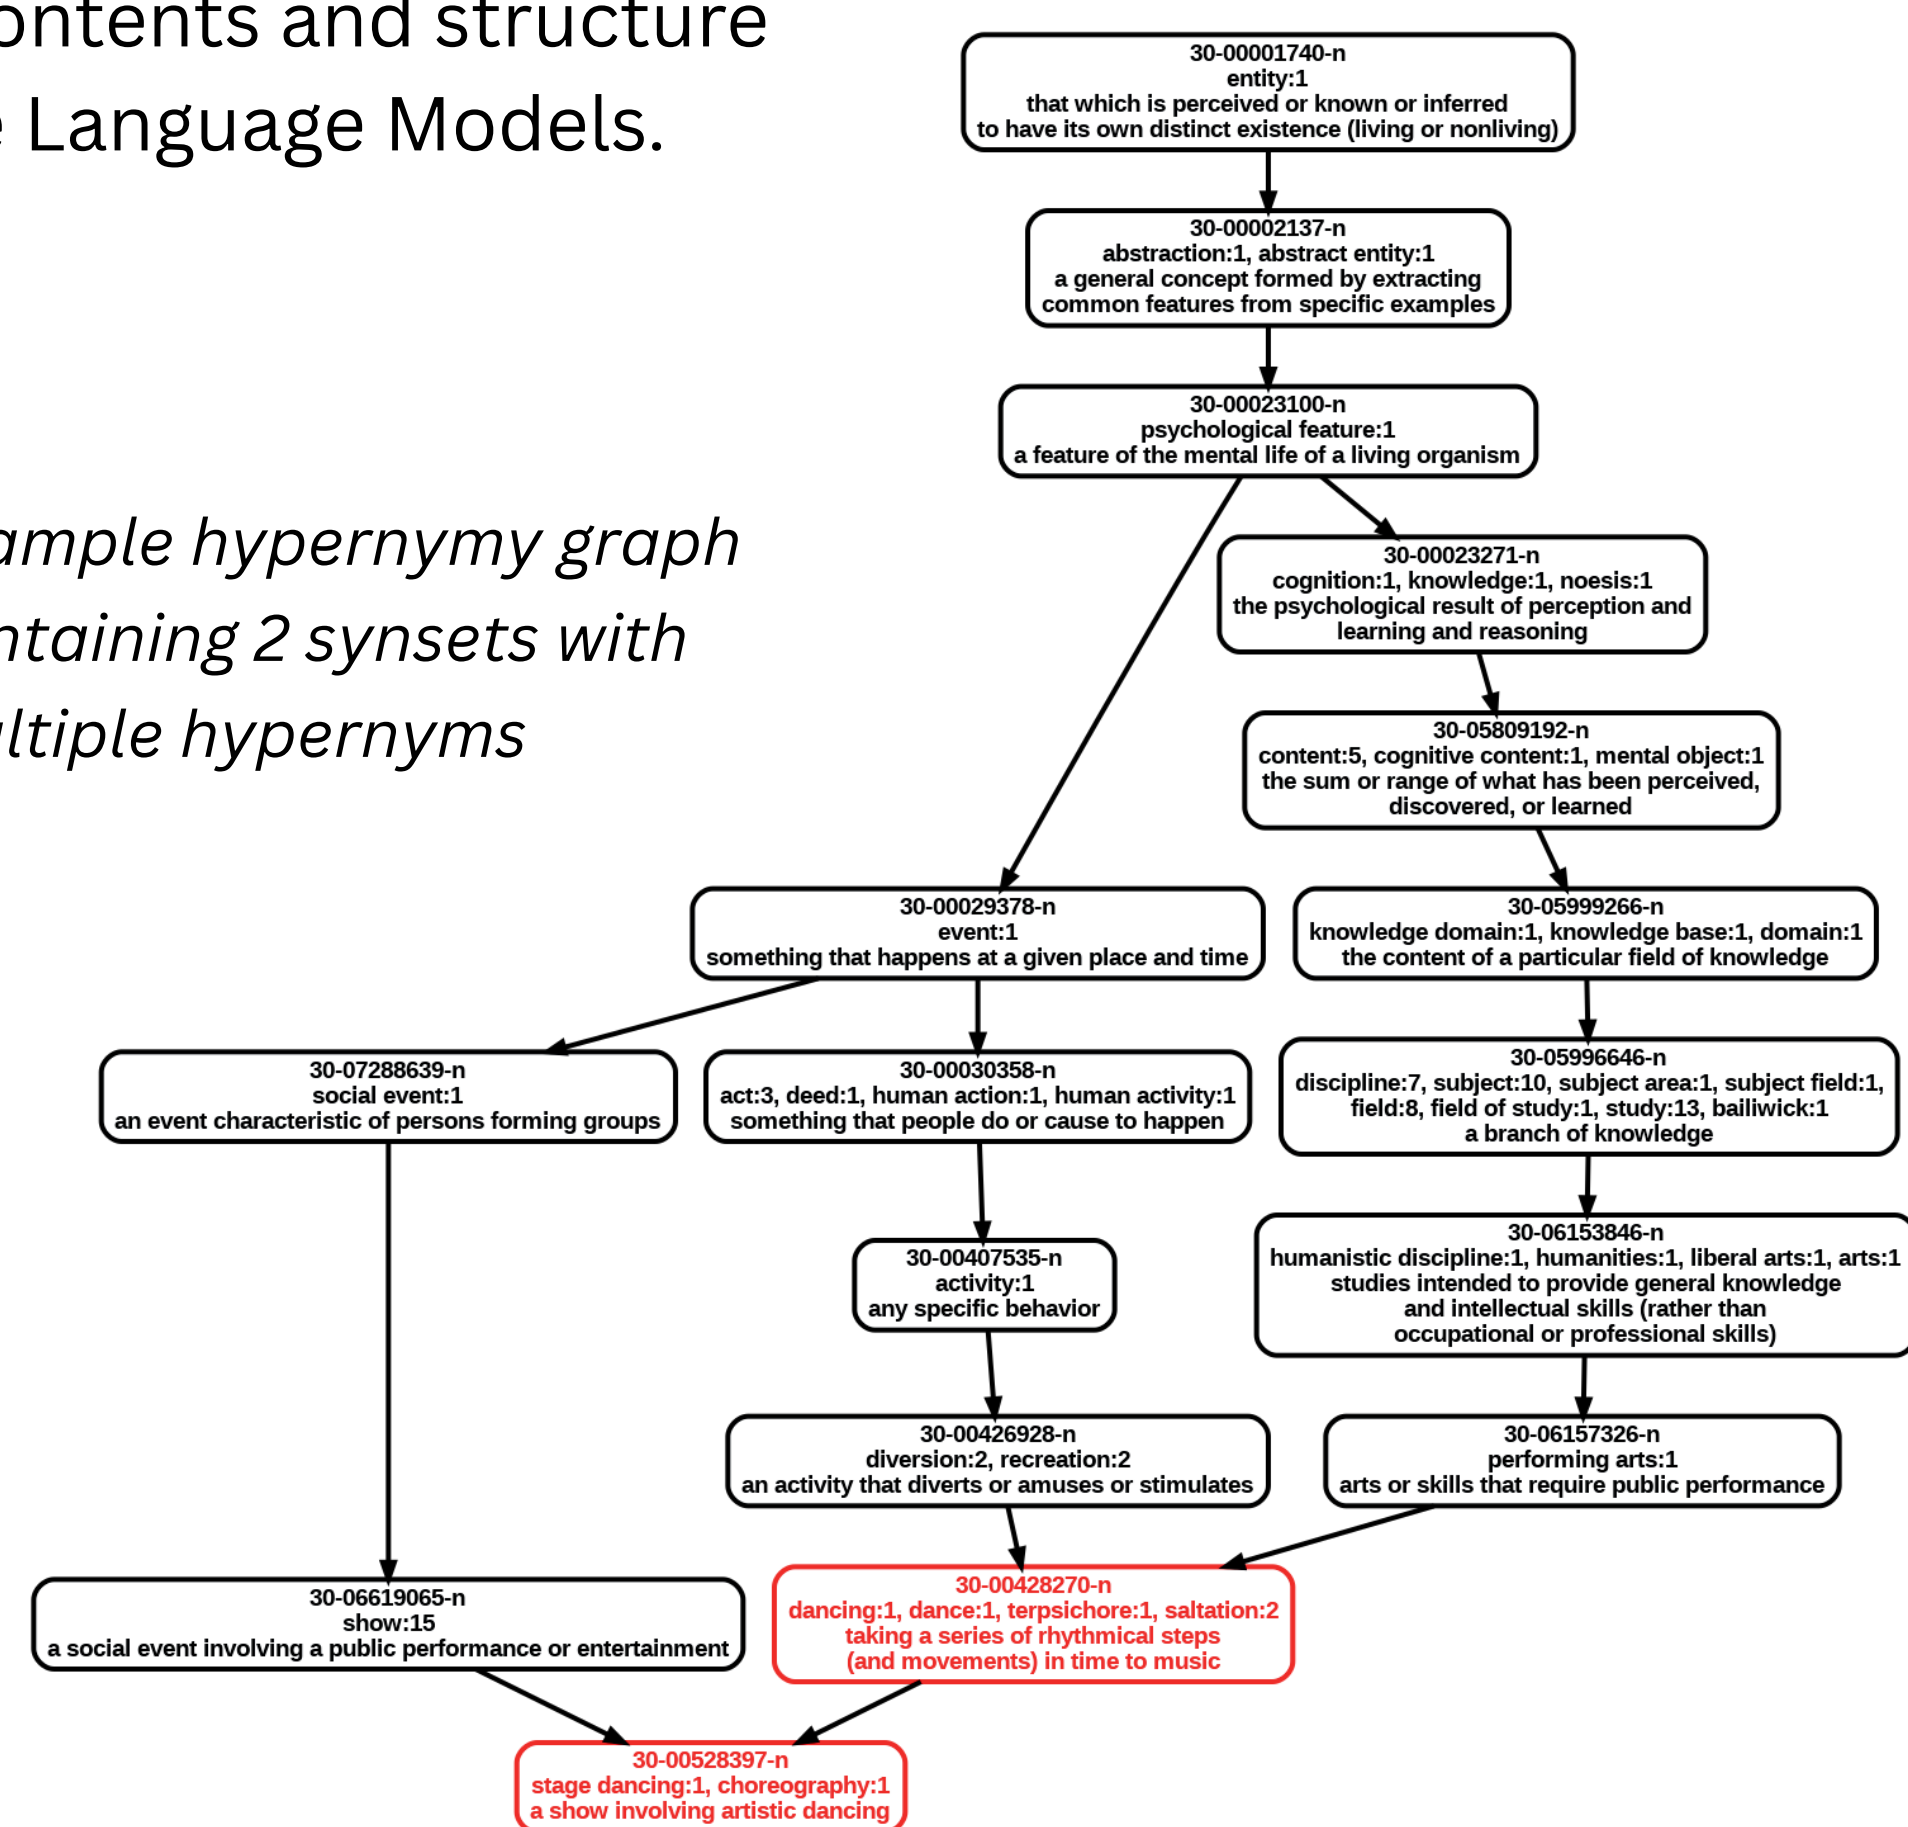 ontents and structure
e Language Models.
ample hypernymy graph
ntaining 2 synsets with
ultiple hypernyms
30-00001740-n
entity:1
that which is perceived or known or inferred
to have its own distinct existence (living or nonliving)
30-00002137-n
abstraction:1, abstract entity:1
a general concept formed by extracting
common features from specific examples
30-00023100-n
psychological feature:1
a feature of the mental life of a living organism
30-00023271-n
cognition:1, knowledge:1, noesis:1
the psychological result of perception and
learning and reasoning
30-05809192-n
content:5, cognitive content:1, mental object:1
the sum or range of what has been perceived,
discovered, or learned
30-00029378-n
event:1
something that happens at a given place and time
30-05999266-n
knowledge domain:1, knowledge base:1, domain:1
the content of a particular field of knowledge
30-07288639-n
social event:1
an event characteristic of persons forming groups
30-00030358-n
act:3, deed:1, human action:1, human activity:1
something that people do or cause to happen
30-05996646-n
discipline:7, subject:10, subject area:1, subject field:1,
field:8, field of study:1, study:13, bailiwick:1
a branch of knowledge
30-00407535-n
activity:1
any specific behavior
30-06153846-n
humanistic discipline:1, humanities:1, liberal arts:1, arts:1
studies intended to provide general knowledge
and intellectual skills (rather than
occupational or professional skills)
30-00426928-n
diversion:2, recreation:2
an activity that diverts or amuses or stimulates
30-06157326-n
performing arts:1
arts or skills that require public performance
30-06619065-n
show:15
a social event involving a public performance or entertainment
30-00428270-n
dancing:1, dance:1, terpsichore:1, saltation:2
taking a series of rhythmical steps
(and movements) in time to music
30-00528397-n
stage dancing:1, choreography:1
a show involving artistic dancing